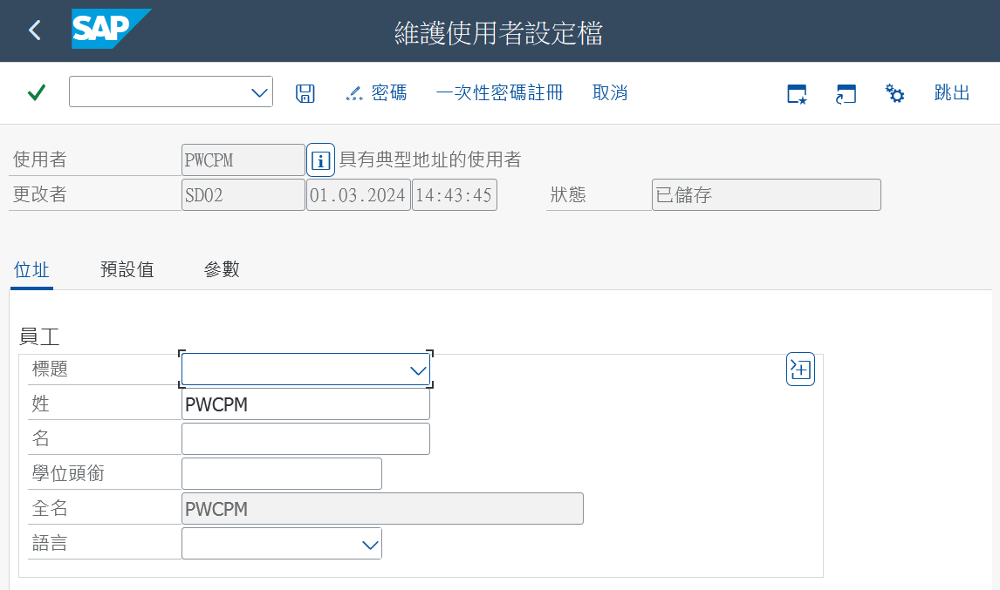 SAP 維護使用者設定檔
密碼 一次性密碼註冊 取消 跳出
使用者 PWCPM 具有典型地址的使用者
更改者 SD02 01.03.2024 14:43:45 狀態 已儲存
位址 預設值 參數
員工
標題
姓 PWCPM
名
學位頭銜
全名 PWCPM
語言